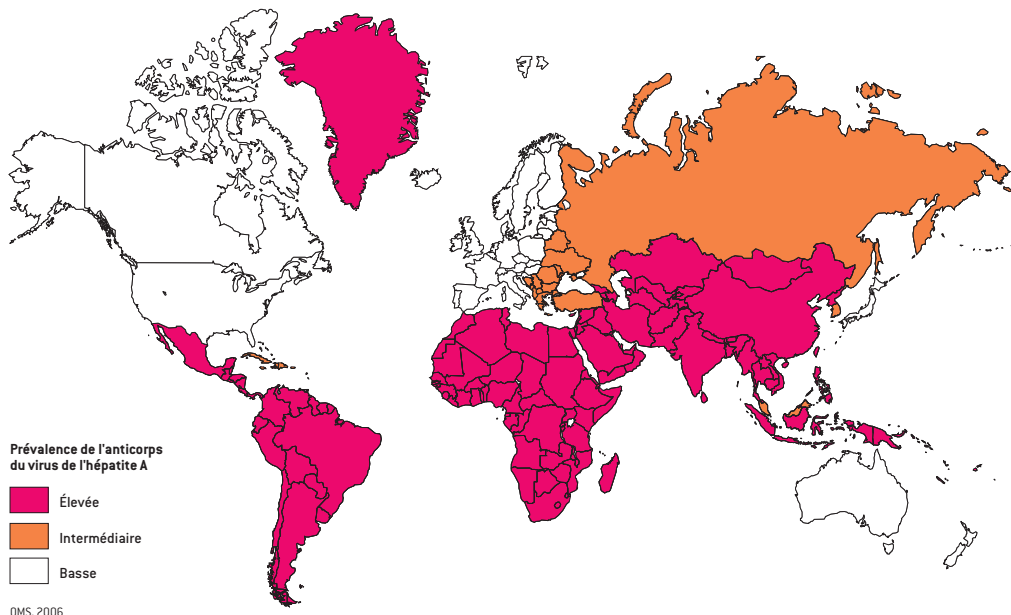 Prévalence de l'anticorps
du virus de l'hépatite A
Élevée
Intermédiaire
Basse
OMS, 2006